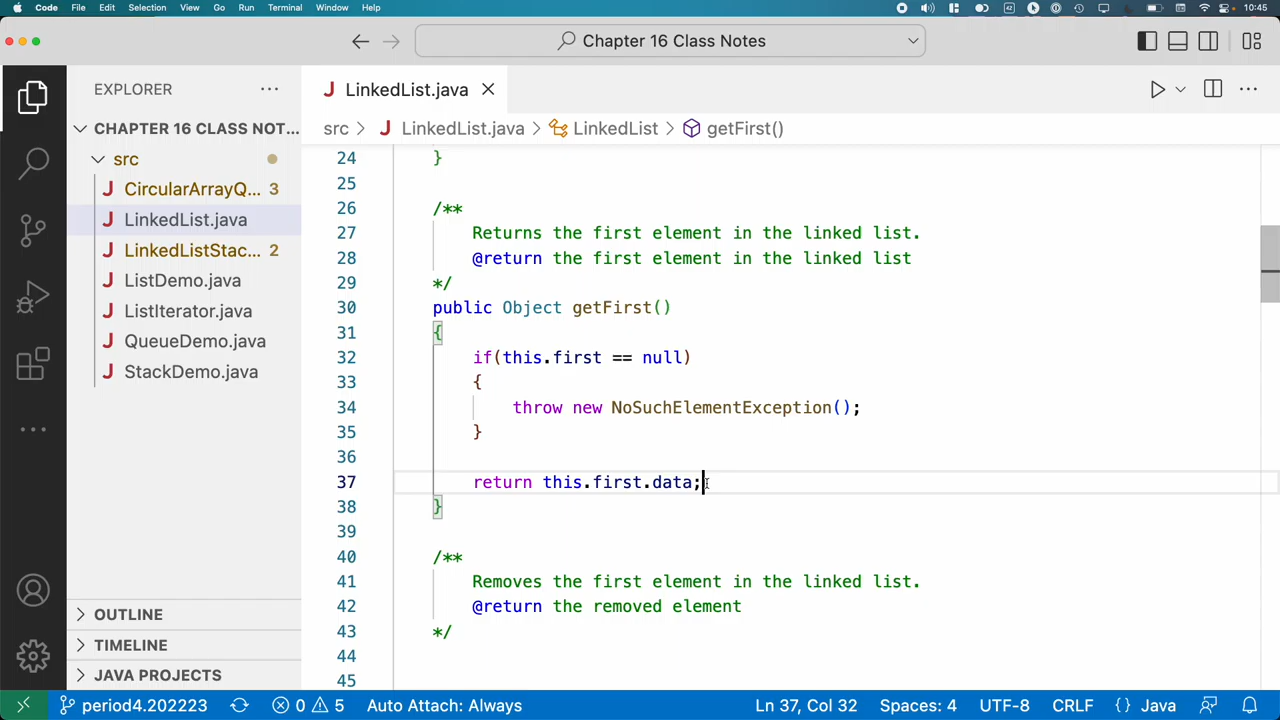 Code File Edit Selection View Go Run Terminal Window Help 10:45
Chapter 16 Class Notes
EXPLORER
CHAPTER 16 CLASS NOT...
src
CircularArrayQ... 3
LinkedList.java
LinkedListStac... 2
ListDemo.java
ListIterator.java
QueueDemo.java
StackDemo.java
OUTLINE
TIMELINE
JAVA PROJECTS
LinkedList.java
src > LinkedList.java > LinkedList > getFirst()
24 }
25
26 /**
27 Returns the first element in the linked list.
28 @return the first element in the linked list
29 */
30 public Object getFirst()
31 {
32 if(this.first == null)
33 {
34 throw new NoSuchElementException();
35 }
36
37 return this.first.data;
38 }
39
40 /**
41 Removes the first element in the linked list.
42 @return the removed element
43 */
44
45
period4.202223 0 5 Auto Attach: Always Ln 37, Col 32 Spaces: 4 UTF-8 CRLF {} Java